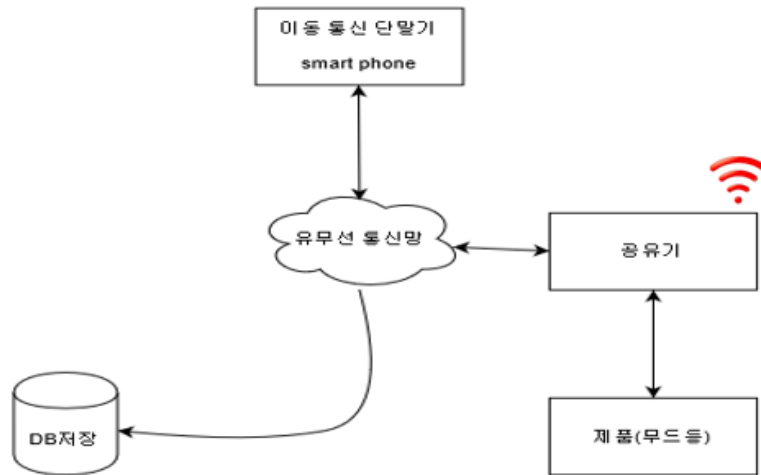 이동 통신 단말기
smart phone
유무선 통신망
공유기
DB저장
제품(무드등)